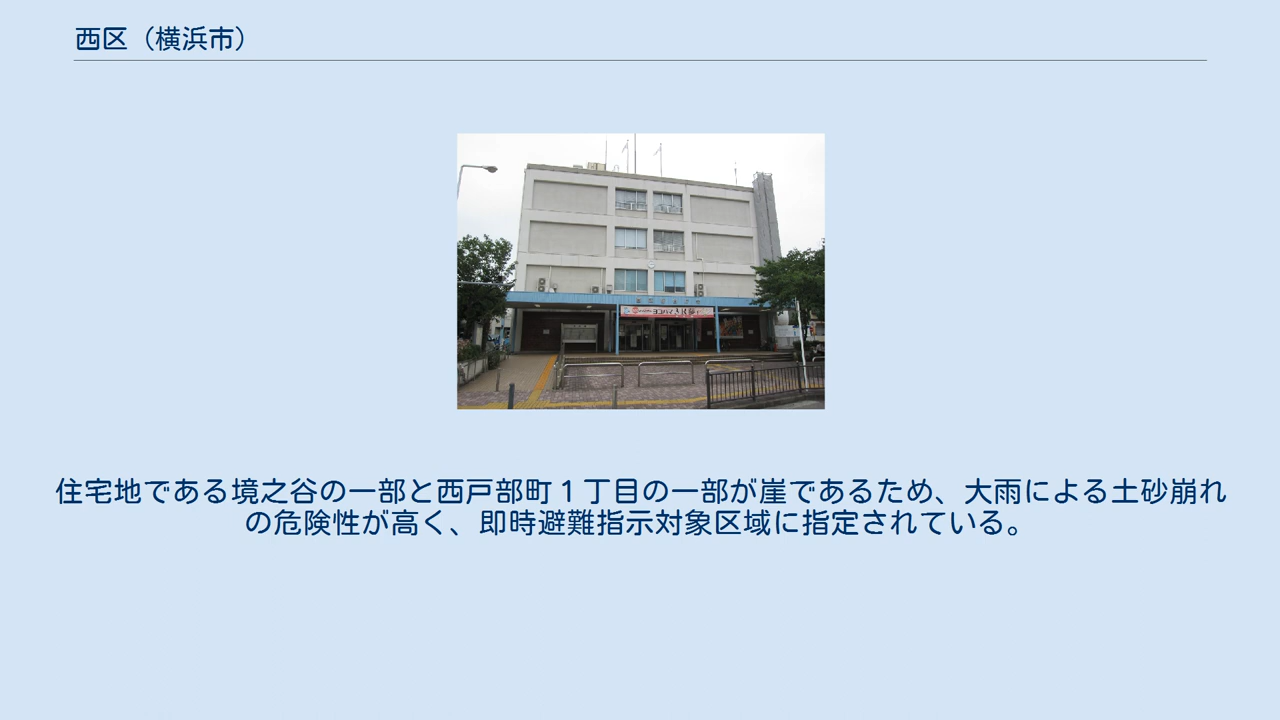 西区（横浜市）
住宅地である境之谷の一部と西戸部町１丁目の一部が崖であるため、大雨による土砂崩れ
の危険性が高く、即時避難指示対象区域に指定されている。